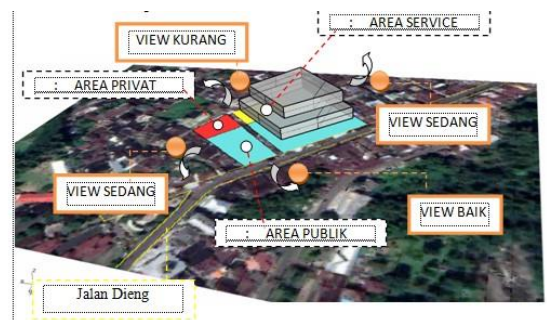 : AREA SERVICE
VIEW KURANG
: AREA PRIVAT
VIEW SEDANG
VIEW SEDANG
VIEW BAIK
: AREA PUBLIK
Jalan Dieng